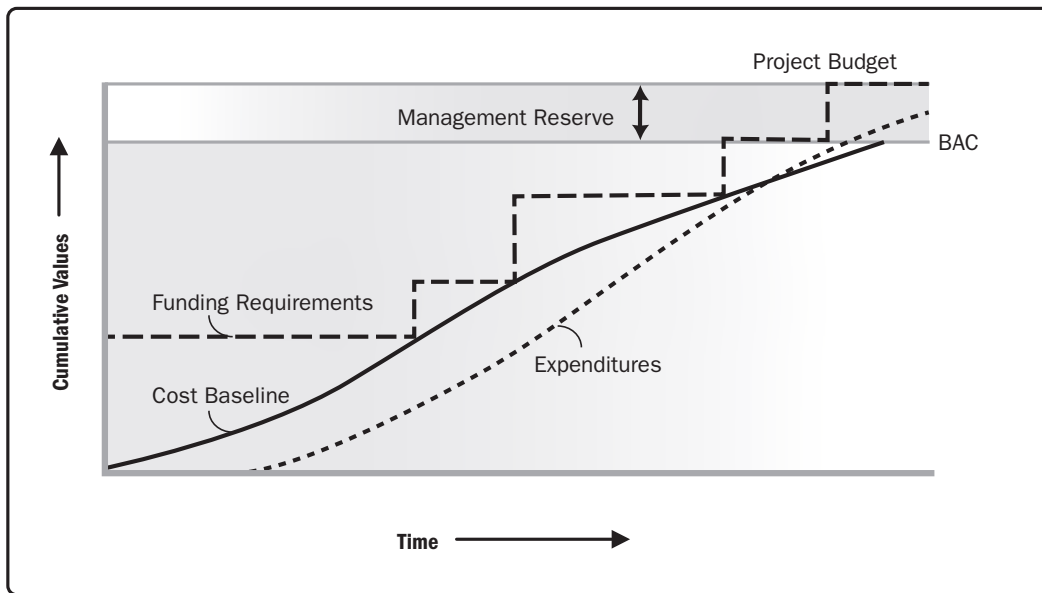 Project Budget
Management Reserve
BAC
Cumulative Values
Funding Requirements
Expenditures
Cost Baseline
Time